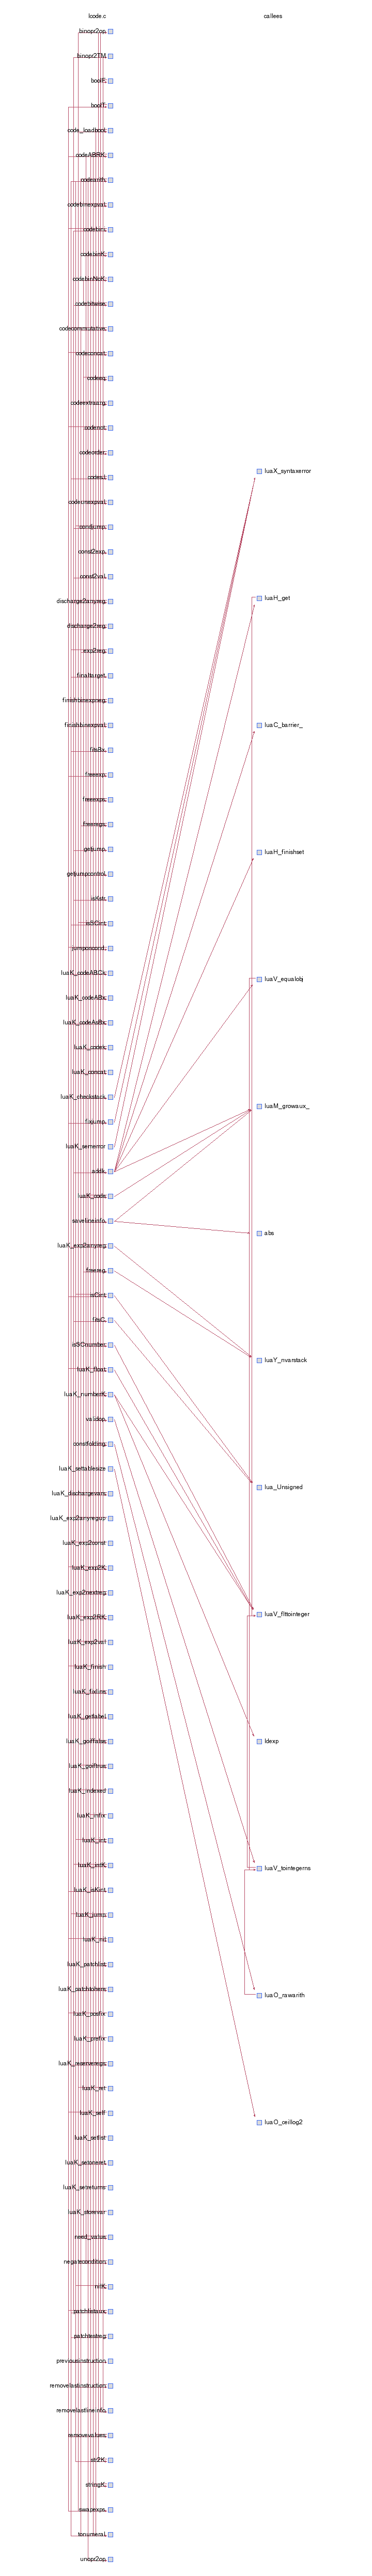 lcode.c
callees
binopr2op
binopr2TM
boolF
boolT
code_loadbool
codeABRK
codearith
codebinexpval
codebini
codebinK
codebinNoK
codebitwise
codecommutative
codeconcat
codeeq
codeextraarg
codenot
codeorder
codesJ
codeunexpval
condjump
const2exp
const2val
discharge2anyreg
discharge2reg
exp2reg
finaltarget
finishbinexpneg
finishbinexpval
fitsBx
freeexp
freeexps
freeregs
getjump
getjumpcontrol
isKstr
isSCint
jumponcond
luaK_codeABCk
luaK_codeABx
luaK_codeAsBx
luaK_codek
luaK_concat
luaK_checkstack
fixjump
luaK_semerror
addk
luaK_code
savelineinfo
luaK_exp2anyreg
freereg
isCint
fitsC
isSCnumber
luaK_float
luaK_numberK
validop
constfolding
luaK_settablesize
luaK_dischargevars
luaK_exp2anyregup
luaK_exp2const
luaK_exp2K
luaK_exp2nextreg
luaK_exp2RK
luaK_exp2val
luaK_finish
luaK_fixline
luaK_getlabel
luaK_goiffalse
luaK_goiftrue
luaK_indexed
luaK_infix
luaK_int
luaK_intK
luaK_isKint
luaK_jump
luaK_nil
luaK_patchlist
luaK_patchtohere
luaK_posfix
luaK_prefix
luaK_reserveregs
luaK_ret
luaK_self
luaK_setlist
luaK_setoneret
luaK_setreturns
luaK_storevar
need_value
negatecondition
nilK
patchlistaux
patchtestreg
previousinstruction
removelastinstruction
removelastlineinfo
removevalues
str2K
stringK
swapexps
tonumeral
unopr2op
luaX_syntaxerror
luaH_get
luaC_barrier_
luaH_finishset
luaV_equalobj
luaM_growaux_
abs
luaY_nvarstack
lua_Unsigned
luaV_flttointeger
ldexp
luaV_tointegerns
luaO_rawarith
luaO_ceillog2